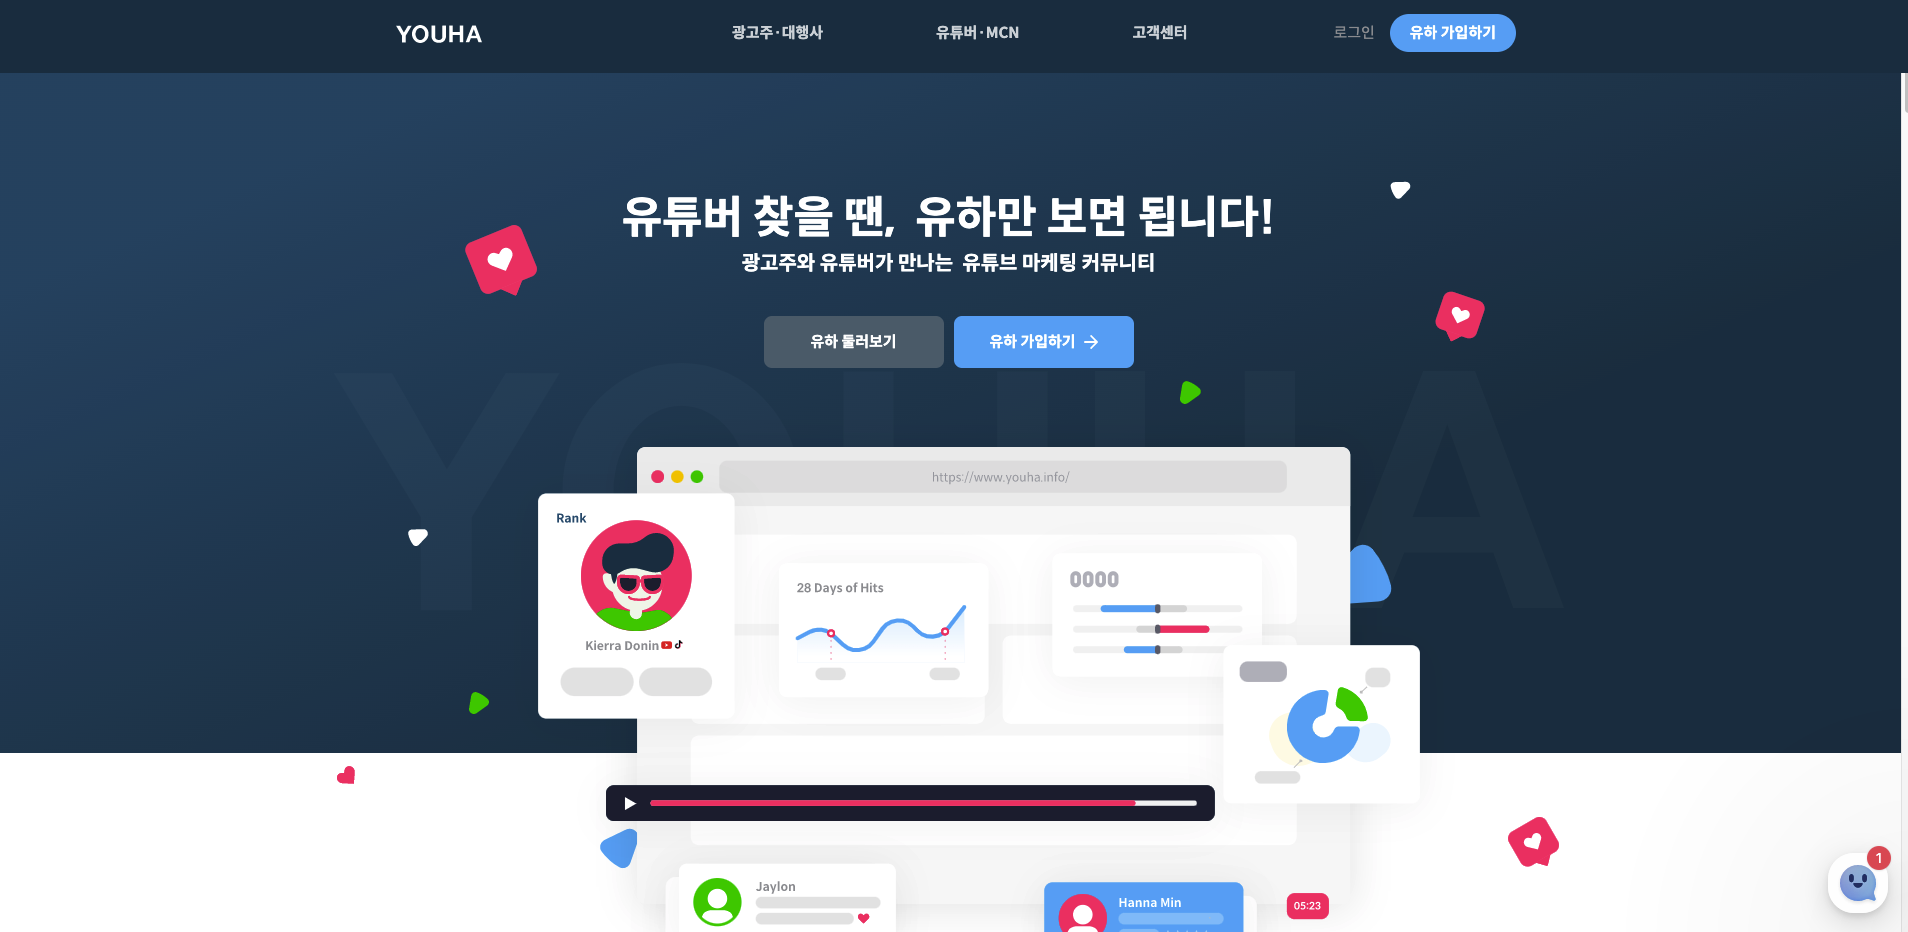 YOUHA
광고주·대행사
유튜버·MCN
고객센터
로그인
유하 가입하기
유튜버 찾을 땐, 유하만 보면 됩니다!
광고주와 유튜버가 만나는 유튜브 마케팅 커뮤니티
유하 둘러보기
유하 가입하기
YOUHA
https://www.youha.info/
Rank
Kierra Donin
28 Days of Hits
0000
Jaylon
Hanna Min
05:23
1